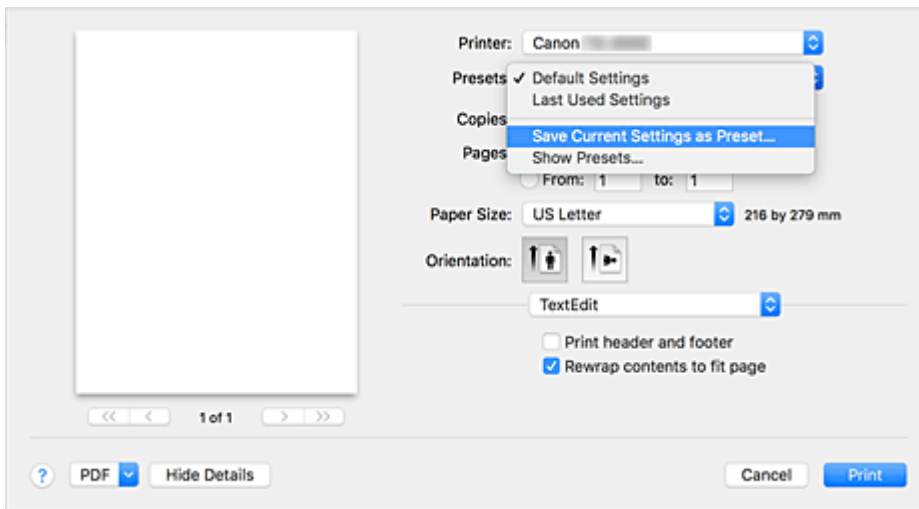 Printer: Canon
Presets ✓ Default Settings
Last Used Settings
Copies
Save Current Settings as Preset...
Pages
Show Presets...
From: 1 to: 1
Paper Size: US Letter 216 by 279 mm
Orientation:
TextEdit
Print header and footer
Rewrap contents to fit page
<< < 1 of 1 > >>
? PDF Hide Details Cancel Print